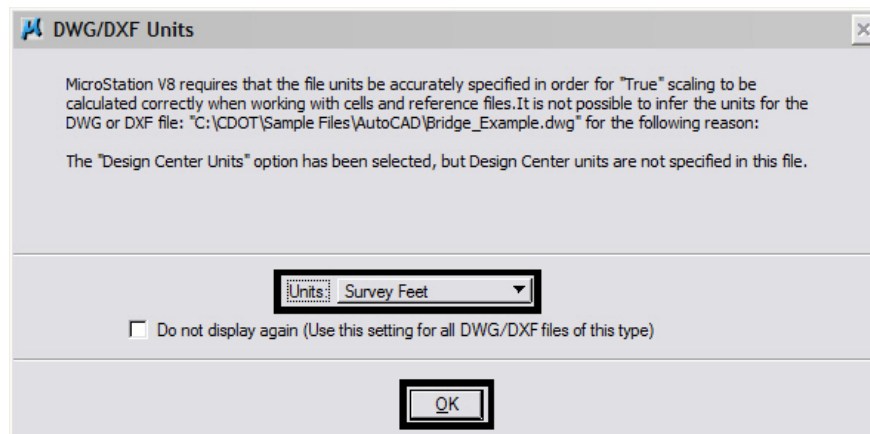 DWG/DXF Units
MicroStation V8 requires that the file units be accurately specified in order for "True" scaling to be
calculated correctly when working with cells and reference files.It is not possible to infer the units for the
DWG or DXF file: "C:\CDOT\Sample Files\AutoCAD\Bridge_Example.dwg" for the following reason:
The "Design Center Units" option has been selected, but Design Center units are not specified in this file.
Units: Survey Feet
Do not display again (Use this setting for all DWG/DXF files of this type)
OK